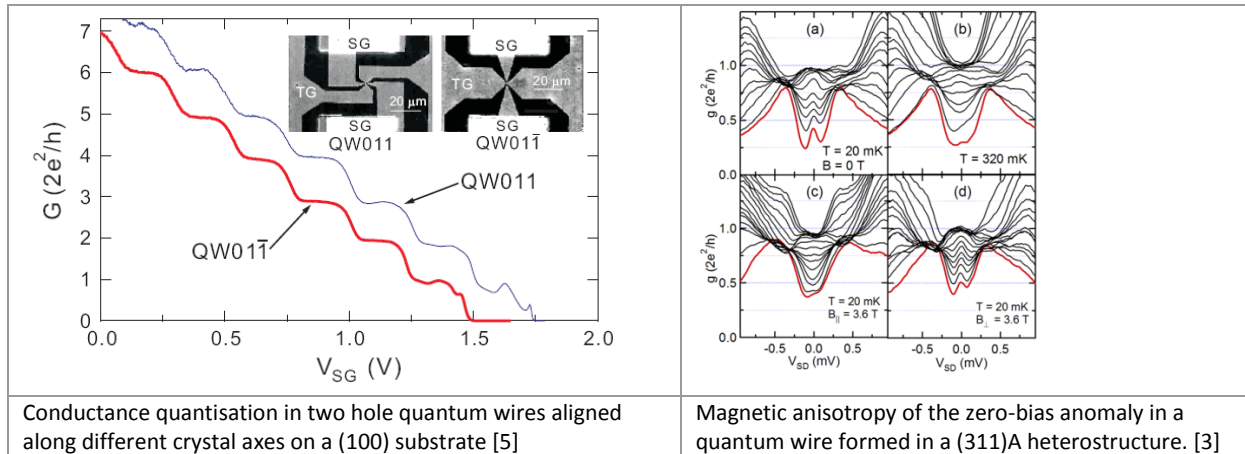 7
6
5
4
3
2
1
0
G (2e²/h)
0.0
0.5
1.0
1.5
2.0
V_SG (V)
SG
TG
20 μm
SG
QW011
SG
TG
20 μm
SG
QW011̄
QW011
QW011̄
(a)
T = 20 mK
B = 0 T
(b)
T = 320 mK
(c)
T = 20 mK
B_|| = 3.6 T
(d)
T = 20 mK
B_⊥ = 3.6 T
g (2e²/h)
1.0
0.5
0.0
g (2e²/h)
1.0
0.5
0.0
-0.5
0.0
0.5
V_SD (mV)
-0.5
0.0
0.5
V_SD (mV)
Conductance quantisation in two hole quantum wires aligned
along different crystal axes on a (100) substrate [5]
Magnetic anisotropy of the zero-bias anomaly in a
quantum wire formed in a (311)A heterostructure. [3]